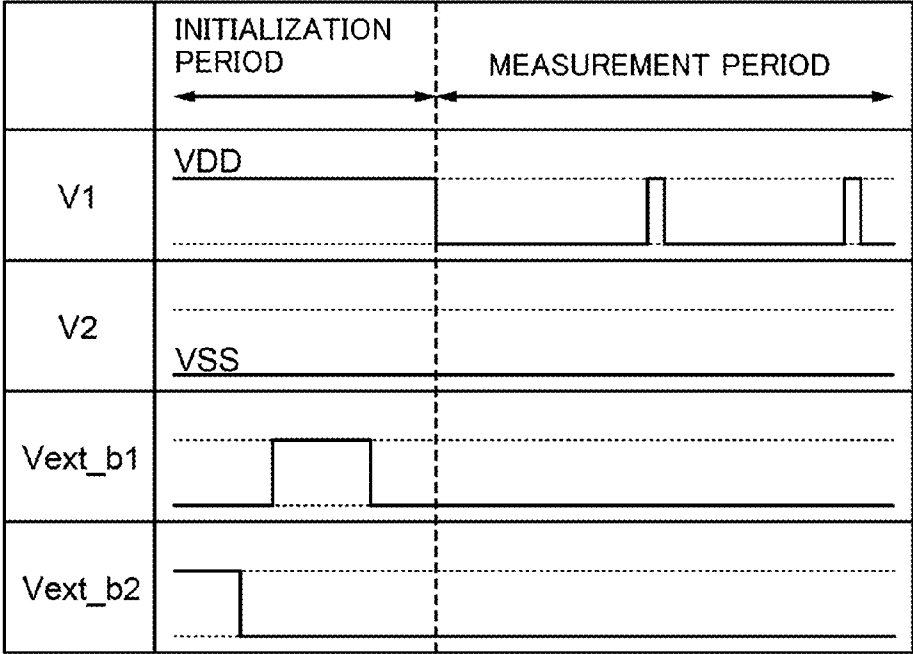 INITIALIZATION
PERIOD
MEASUREMENT PERIOD
V1
VDD
V2
VSS
Vext_b1
Vext_b2